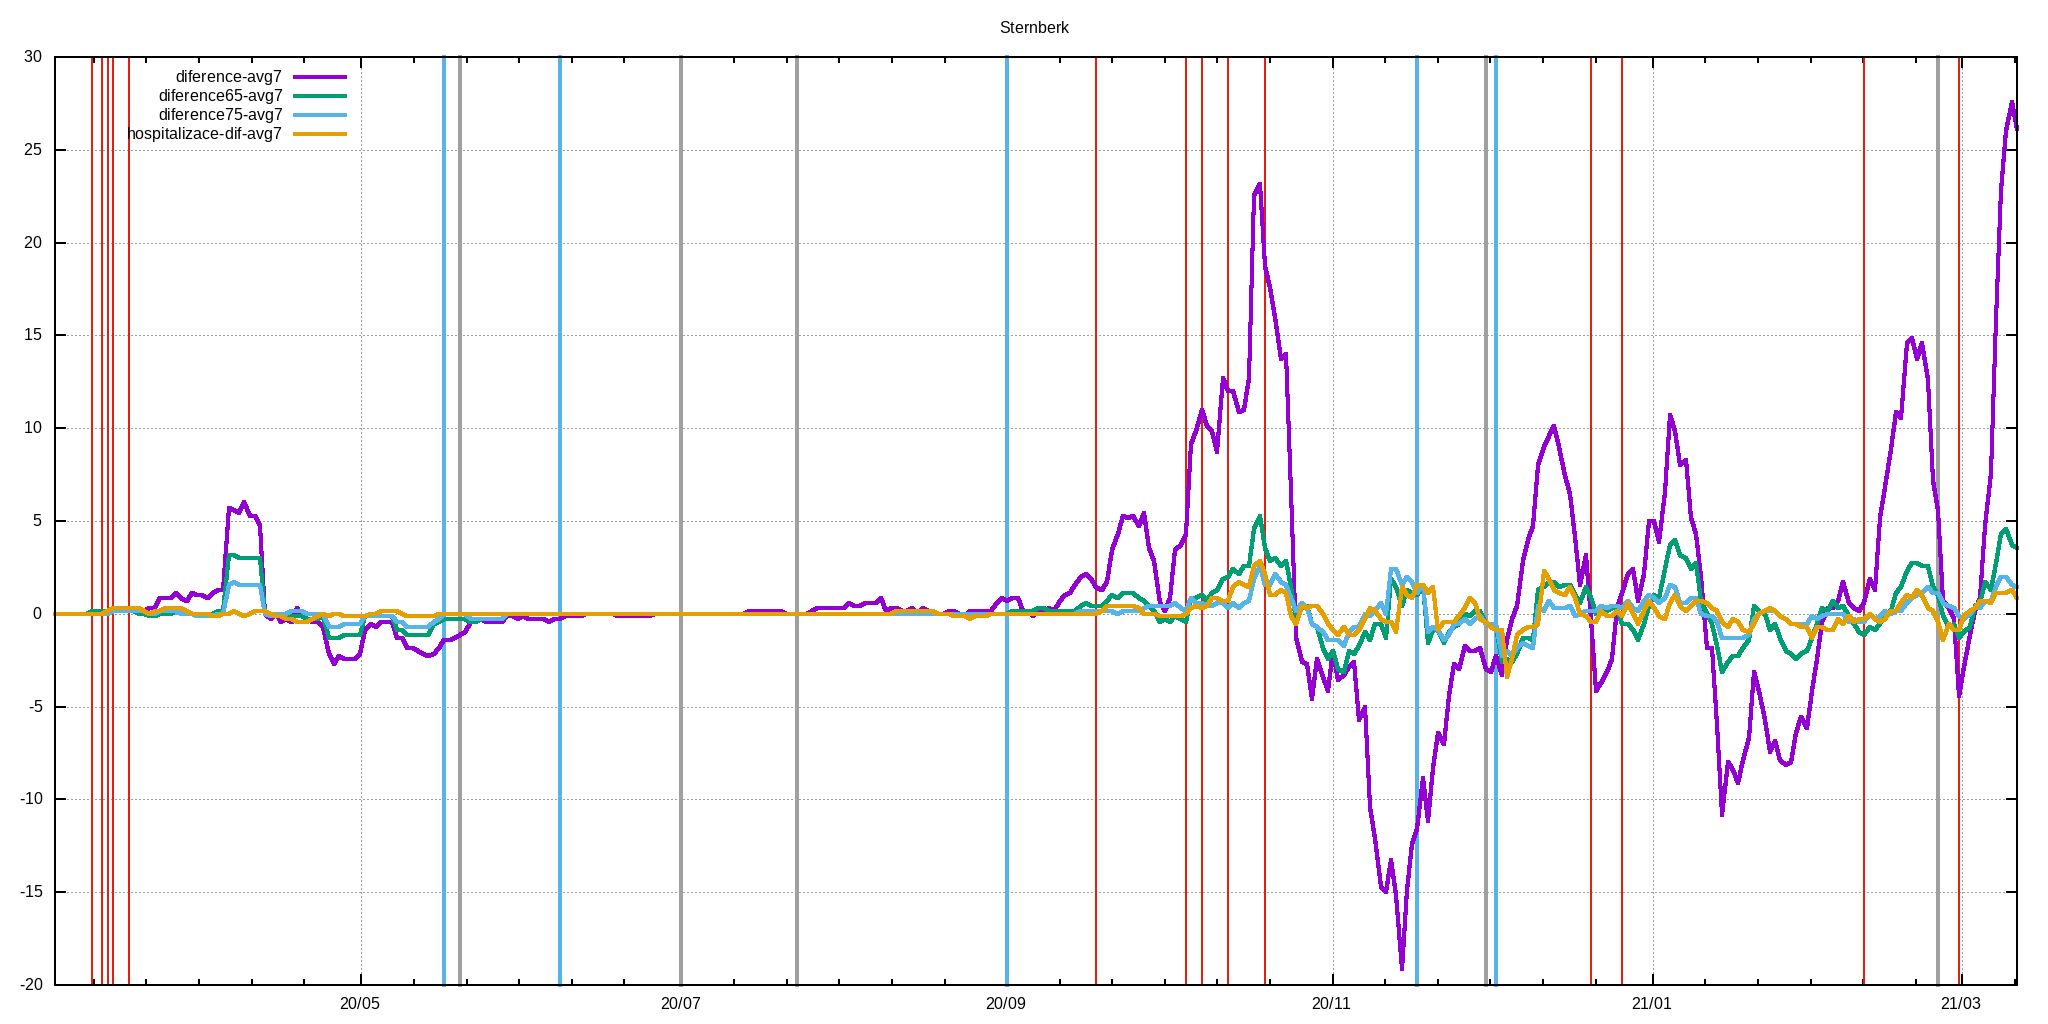 Sternberk
30
diference-avg7
diference65-avg7
diference75-avg7
hospitalizace-dif-avg7
25
20
15
10
5
0
-5
-10
-15
-20
20/05 20/07 20/09 20/11 21/01 21/03